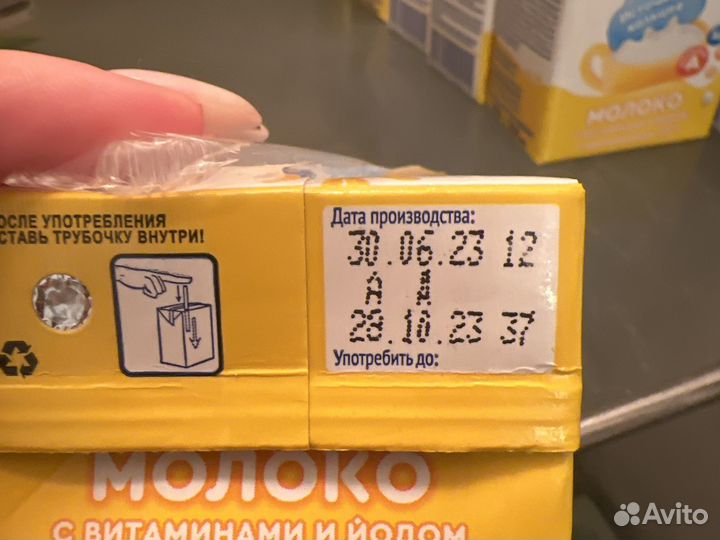 МОЛОКО
ОСЛЕ УПОТРЕБЛЕНИЯ
СТАВЬ ТРУБОЧКУ ВНУТРИ!
Дата производства:
30.06.23 12
28.10.23 37
Употребить до:
МОЛОКО
С ВИТАМИНАМИ И ЙОДОМ
Avito